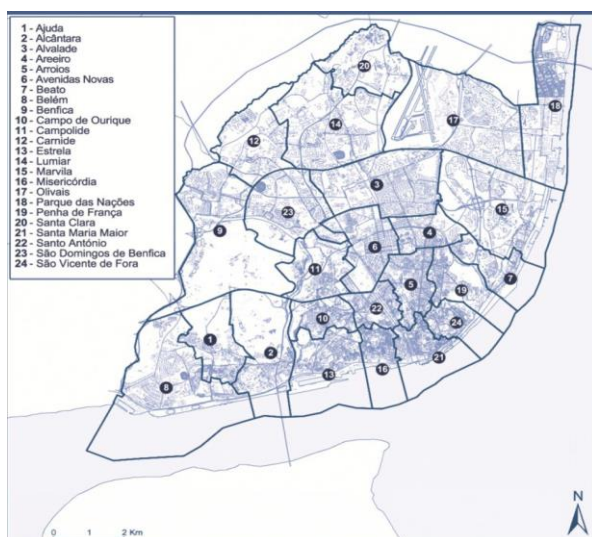 1 - Ajuda
2 - Alcântara
3 - Alvalade
4 - Areeiro
5 - Arroios
6 - Avenidas Novas
7 - Beato
8 - Belém
9 - Benfica
10 - Campo de Ourique
11 - Campolide
12 - Carnide
13 - Estrela
14 - Lumiar
15 - Marvila
16 - Misericórdia
17 - Olivais
18 - Parque das Nações
19 - Penha de França
20 - Santa Clara
21 - Santa Maria Maior
22 - Santo António
23 - São Domingos de Benfica
24 - São Vicente de Fora
20
18
14
17
12
3
15
23
9
6
4
11
7
5
19
22
10
24
1
2
21
16
13
8
N
0 1 2 Km